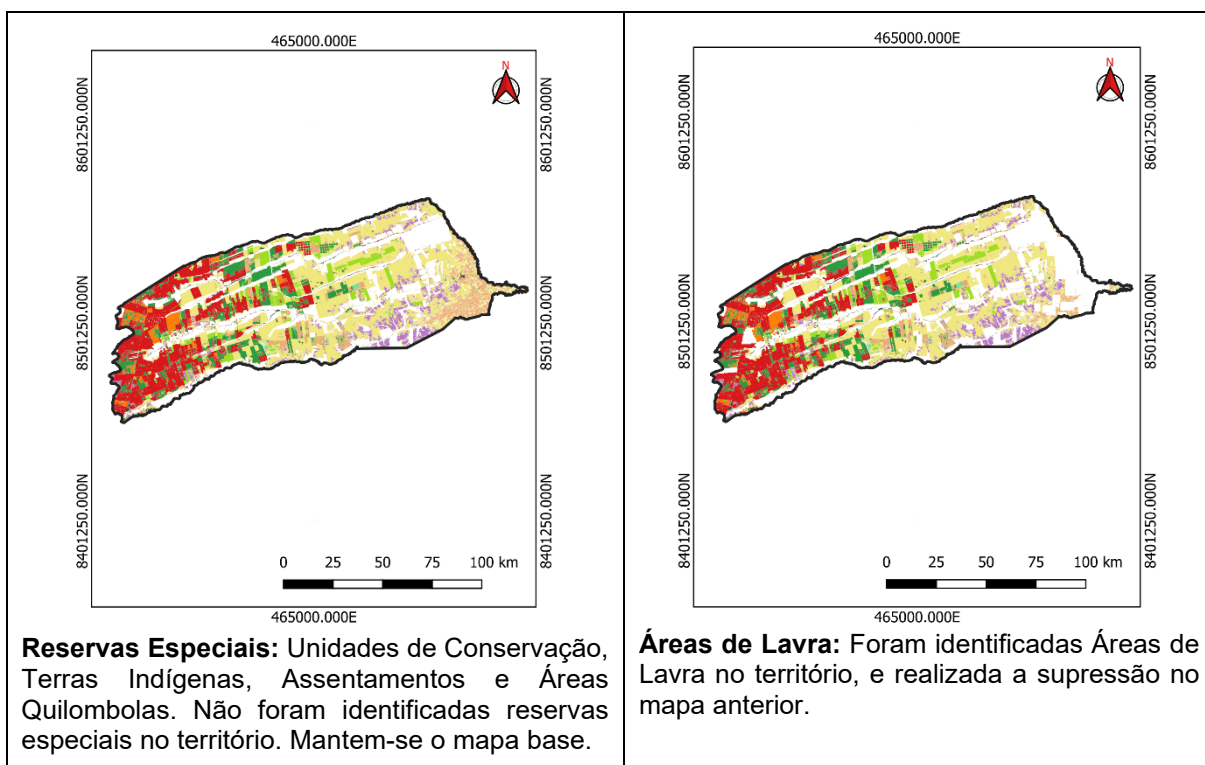 465000.000E
N
8601250.000N
8601250.000N
8501250.000N
8501250.000N
8401250.000N
8401250.000N
0 25 50 75 100 km
465000.000E
Reservas Especiais: Unidades de Conservação,
Terras Indígenas, Assentamentos e Áreas
Quilombolas. Não foram identificadas reservas
especiais no território. Mantem-se o mapa base.
465000.000E
N
8601250.000N
8601250.000N
8501250.000N
8501250.000N
8401250.000N
8401250.000N
0 25 50 75 100 km
465000.000E
Áreas de Lavra: Foram identificadas Áreas de
Lavra no território, e realizada a supressão no
mapa anterior.